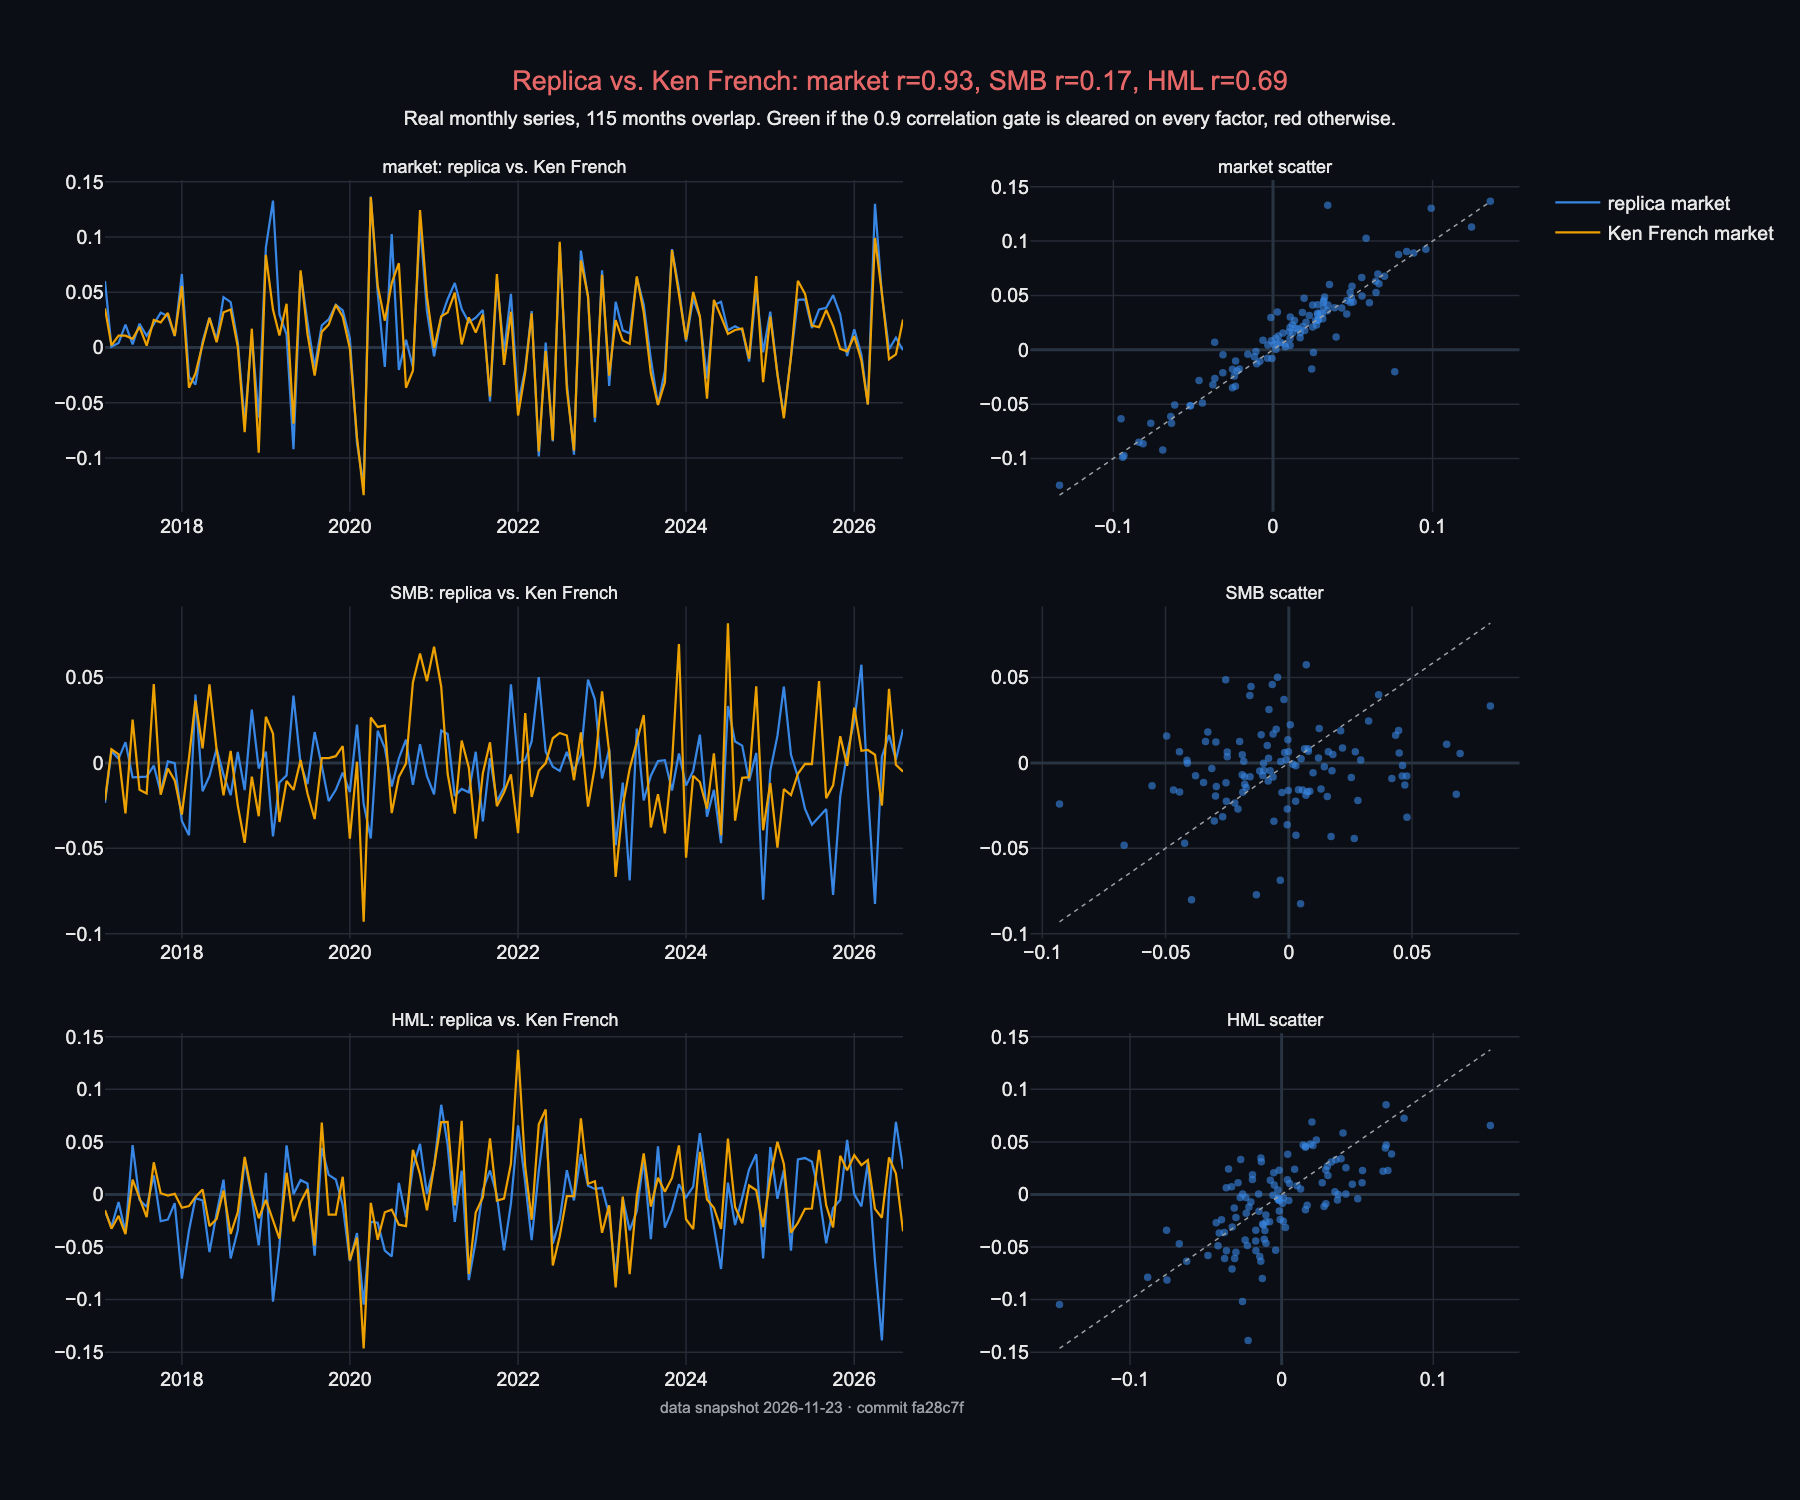 Replica vs. Ken French: market r=0.93, SMB r=0.17, HML r=0.69
Real monthly series, 115 months overlap. Green if the 0.9 correlation gate is cleared on every factor, red otherwise.
market: replica vs. Ken French
0.15
0.1
0.05
0
−0.05
−0.1
2018 2020 2022 2024 2026
market scatter
0.15
0.1
0.05
0
−0.05
−0.1
−0.1 0 0.1
replica market
Ken French market
SMB: replica vs. Ken French
0.05
0
−0.05
−0.1
2018 2020 2022 2024 2026
SMB scatter
0.05
0
−0.05
−0.1
−0.1 −0.05 0 0.05
HML: replica vs. Ken French
0.15
0.1
0.05
0
−0.05
−0.1
−0.15
2018 2020 2022 2024 2026
HML scatter
0.15
0.1
0.05
0
−0.05
−0.1
−0.15
−0.1 0 0.1
data snapshot 2026-11-23 · commit fa28c7f